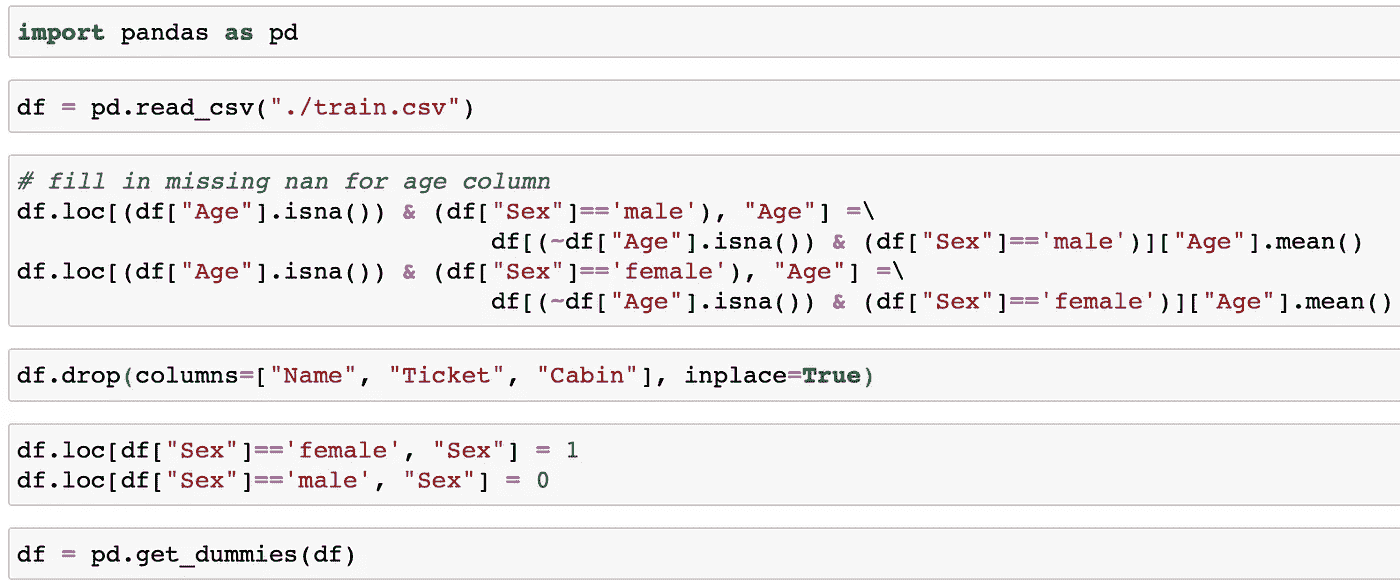 import pandas as pd
df = pd.read_csv("./train.csv")
# fill in missing nan for age column
df.loc[(df["Age"].isna()) & (df["Sex"]=='male'), "Age"] =\
df[(~df["Age"].isna()) & (df["Sex"]=='male')]["Age"].mean()
df.loc[(df["Age"].isna()) & (df["Sex"]=='female'), "Age"] =\
df[(~df["Age"].isna()) & (df["Sex"]=='female')]["Age"].mean()
df.drop(columns=["Name", "Ticket", "Cabin"], inplace=True)
df.loc[df["Sex"]=='female', "Sex"] = 1
df.loc[df["Sex"]=='male', "Sex"] = 0
df = pd.get_dummies(df)